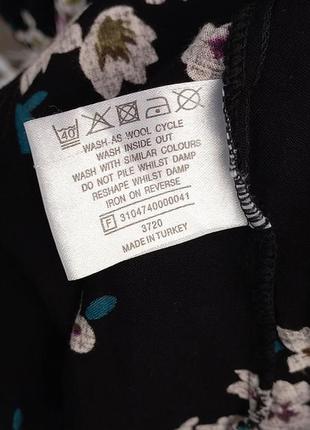 40
WASH AS WOOL CYCLE
WASH INSIDE OUT
WASH WITH SIMILAR COLOURS
DO NOT PILE WHILST DAMP
RESHAPE WHILST DAMP
IRON ON REVERSE
F 3104740000041
3720
MADE IN TURKEY